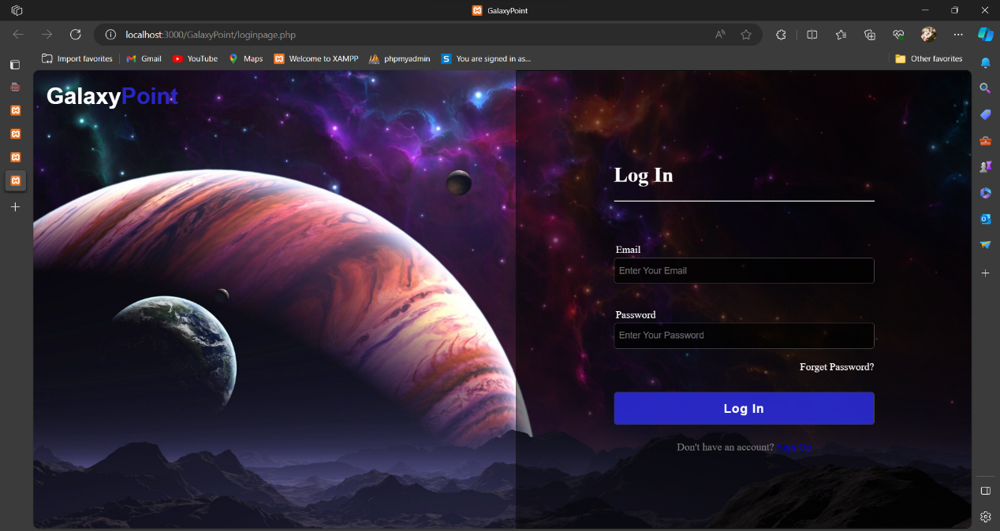 GalaxyPoint
localhost:3000/GalaxyPoint/loginpage.php
Import favorites
Gmail
YouTube
Maps
Welcome to XAMPP
phpmyadmin
S
You are signed in as...
Other favorites
GalaxyPoint
Log In
Email
Enter Your Email
Password
Enter Your Password
Forget Password?
Log In
Don't have an account? Sign Up